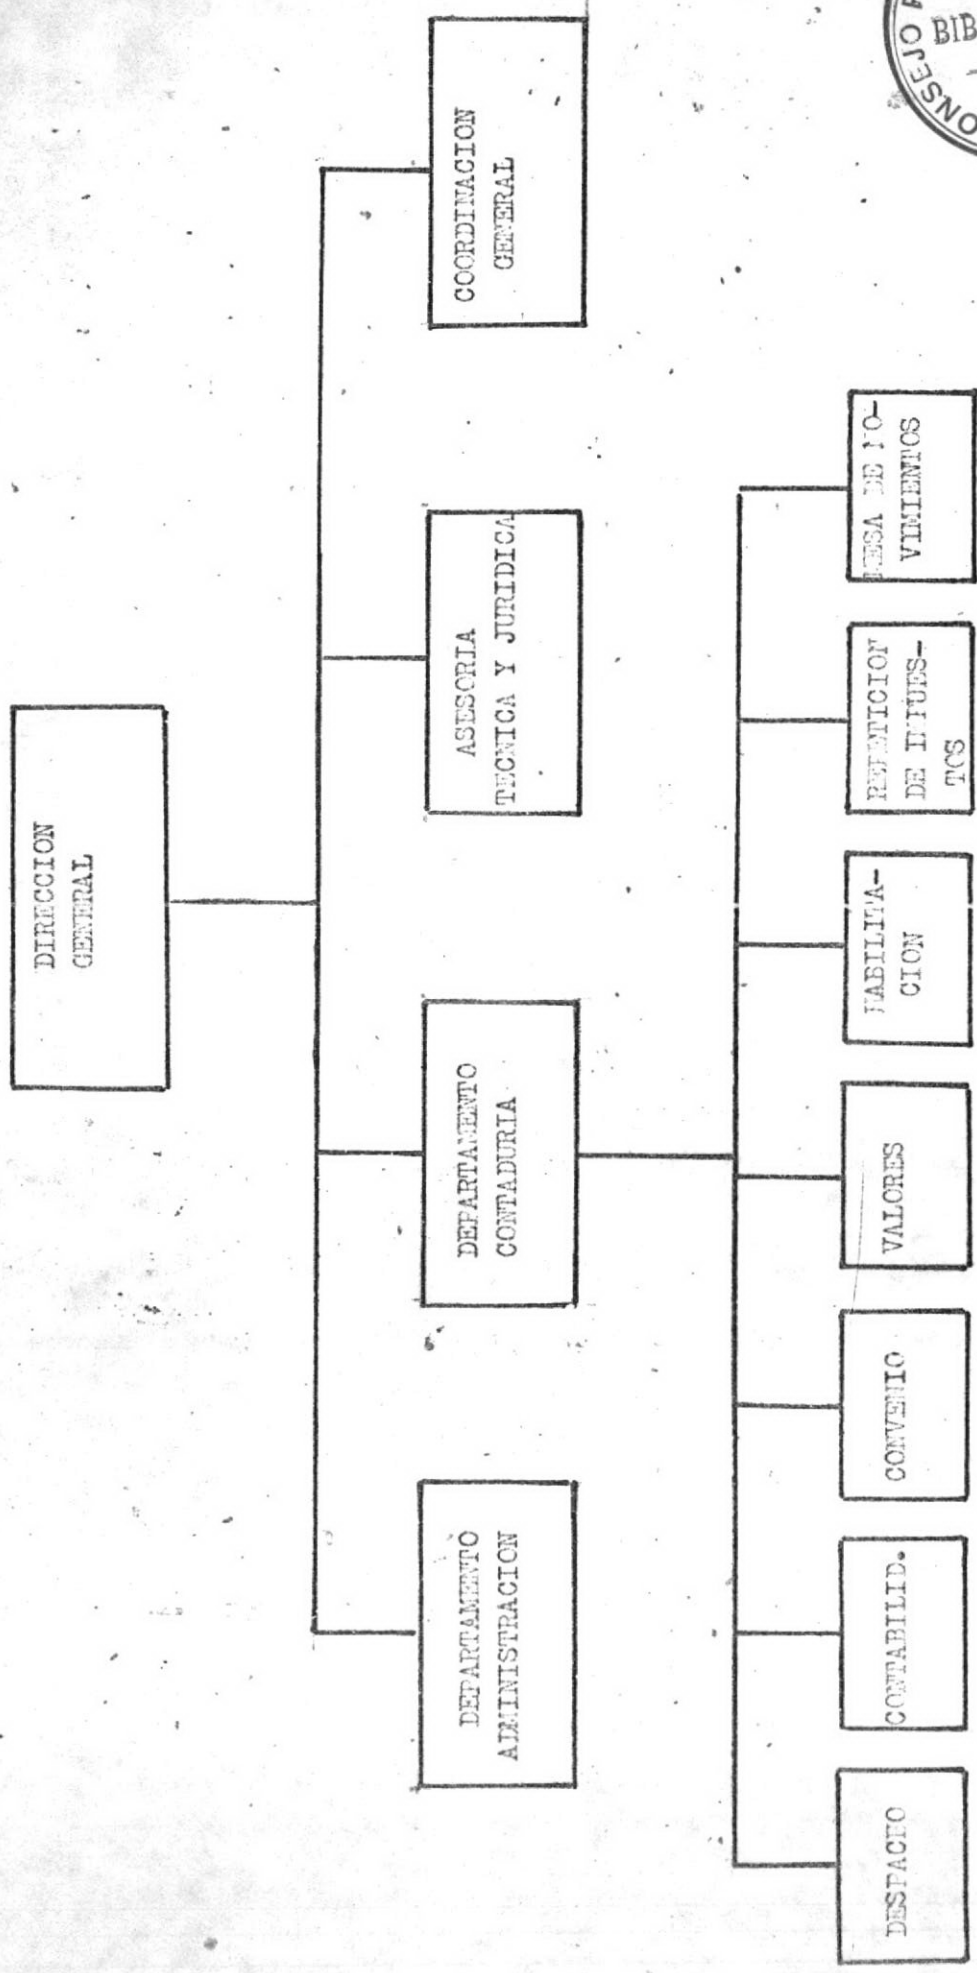 DIRECCION
GENERAL
DEPARTAMENTO
ADMINISTRACION
DEPARTAMENTO
CONTADURIA
ASESORIA
TECNICA Y JURIDICA
COORDINACION
GENERAL
DESPACHO
CONTABILID.
CONVENIO
VALORES
HABILITA-
CION
REPETICION
DE IMPUES-
TOS
MESA DE MO-
VIMIENTOS
CONSEJO
BIB